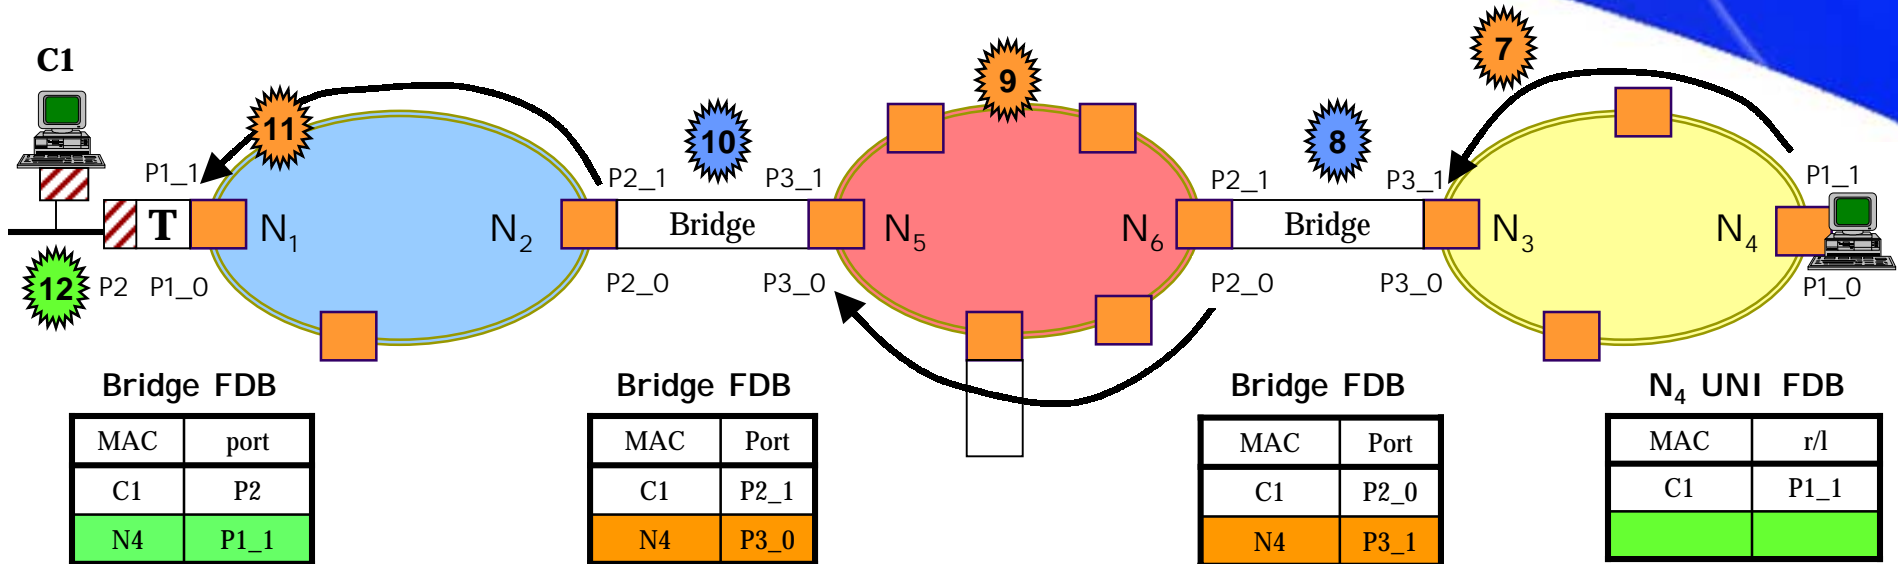 C1
7
9
11
10
8
P1_1
P2_1
P3_1
P2_1
P3_1
P1_1
T
N1
N2
Bridge
N5
N6
Bridge
N3
N4
12
P2
P1_0
P2_0
P3_0
P2_0
P3_0
P1_0
Bridge FDB
MAC port
C1 P2
N4 P1_1
Bridge FDB
MAC Port
C1 P2_1
N4 P3_0
Bridge FDB
MAC Port
C1 P2_0
N4 P3_1
N4 UNI FDB
MAC r/l
C1 P1_1